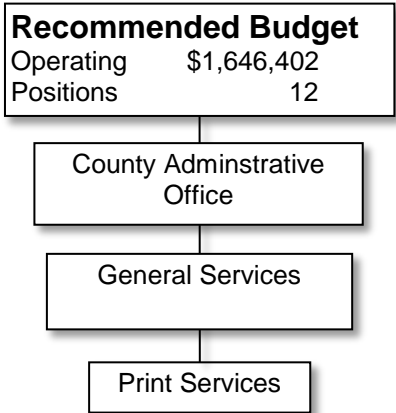 Recommended Budget
Operating $1,646,402
Positions 12
County Adminstrative
Office
General Services
Print Services